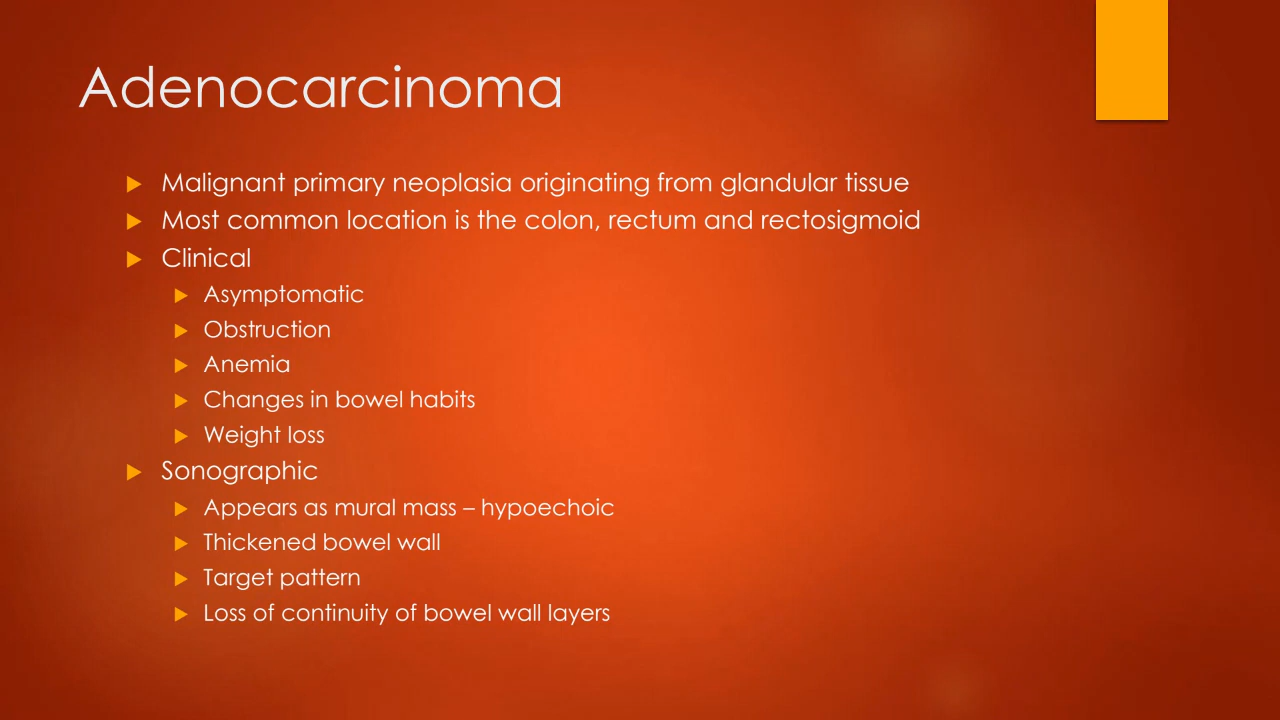 Adenocarcinoma
Malignant primary neoplasia originating from glandular tissue
Most common location is the colon, rectum and rectosigmoid
Clinical
Asymptomatic
Obstruction
Anemia
Changes in bowel habits
Weight loss
Sonographic
Appears as mural mass – hypoechoic
Thickened bowel wall
Target pattern
Loss of continuity of bowel wall layers